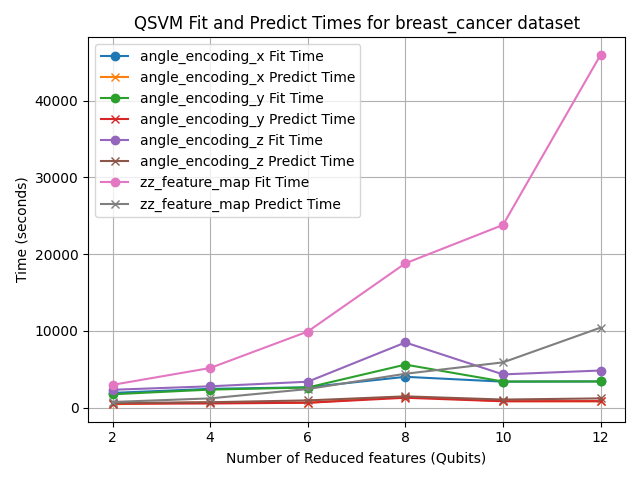 QSVM Fit and Predict Times for breast_cancer dataset
angle_encoding_x Fit Time
angle_encoding_x Predict Time
angle_encoding_y Fit Time
angle_encoding_y Predict Time
angle_encoding_z Fit Time
angle_encoding_z Predict Time
zz_feature_map Fit Time
zz_feature_map Predict Time
Time (seconds)
40000
30000
20000
10000
0
2 4 6 8 10 12
Number of Reduced features (Qubits)